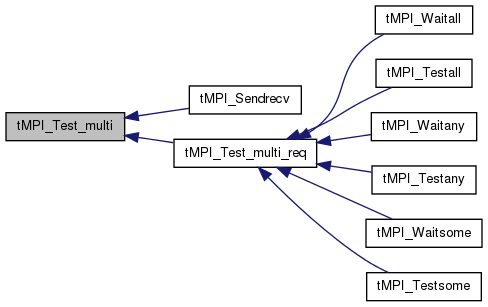 tMPI_Waitall
tMPI_Testall
tMPI_Sendrecv
tMPI_Test_multi
tMPI_Waitany
tMPI_Test_multi_req
tMPI_Testany
tMPI_Waitsome
tMPI_Testsome